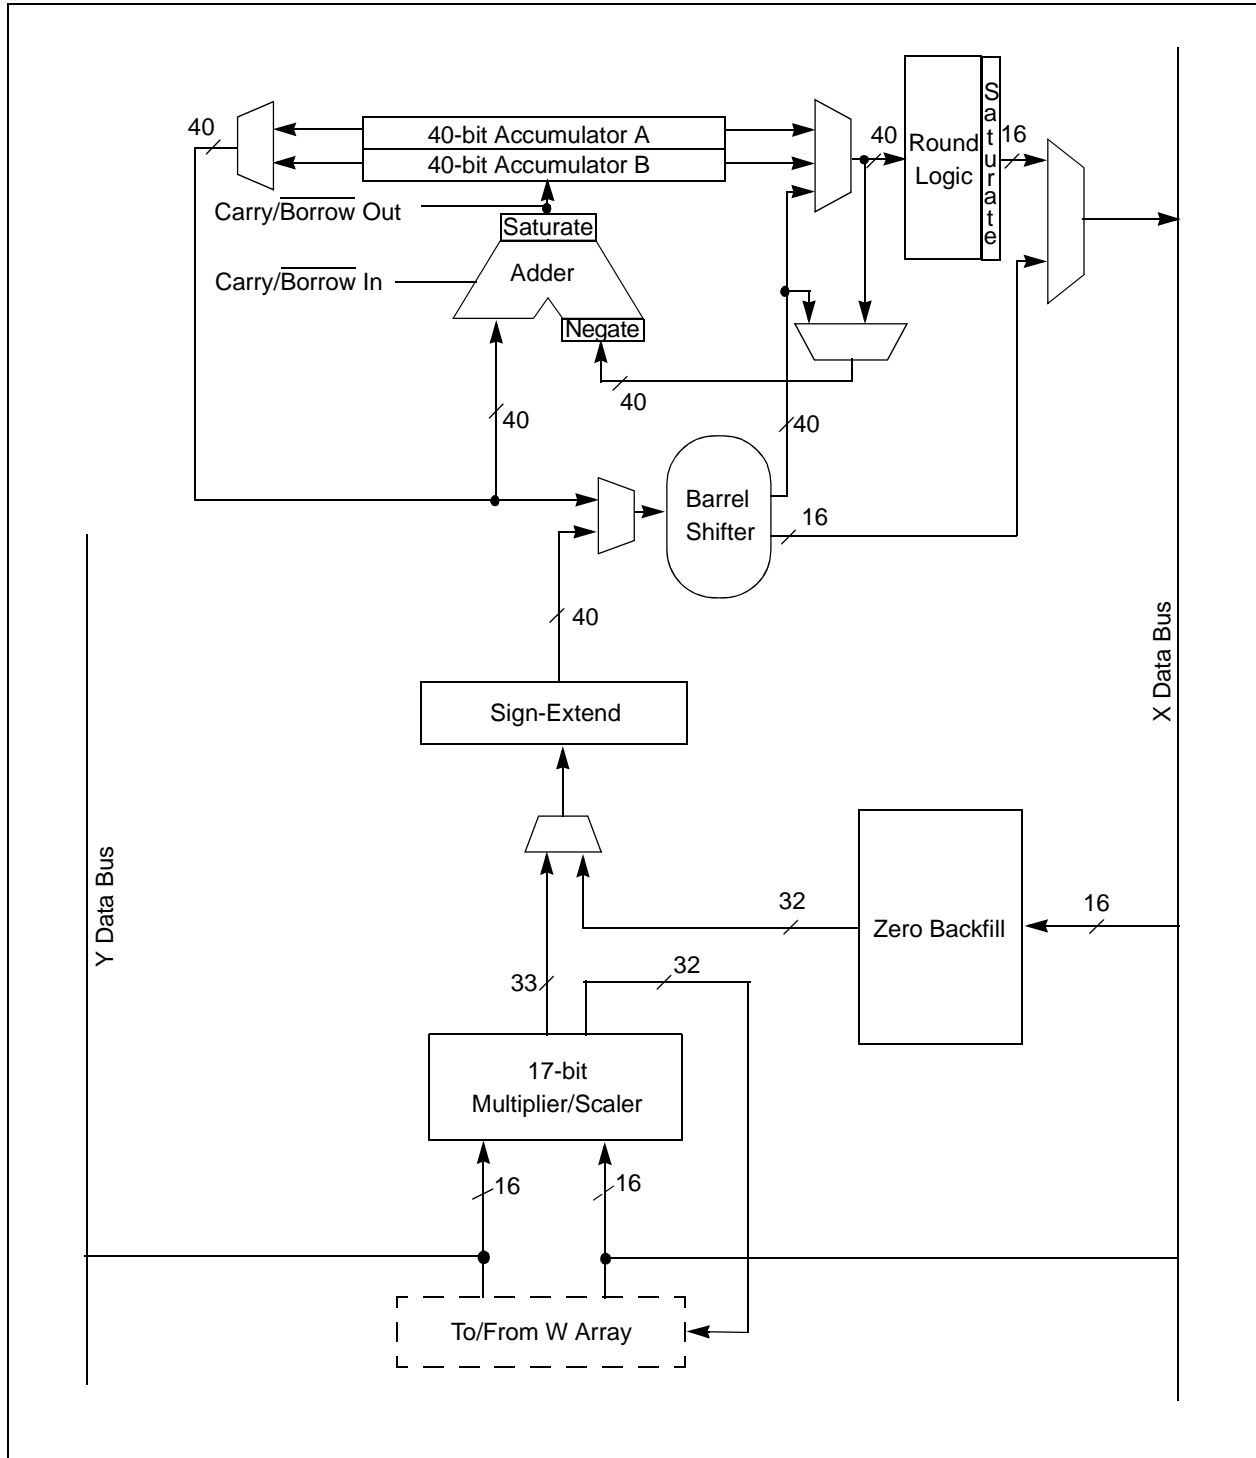 40
40-bit Accumulator A
40-bit Accumulator B
40
Round
Logic
Saturate
16
Carry/Borrow Out
Saturate
Carry/Borrow In
Adder
Negate
40
40
40
Barrel
Shifter
16
40
X Data Bus
Sign-Extend
Y Data Bus
32
Zero Backfill
16
33
32
17-bit
Multiplier/Scaler
16
16
To/From W Array